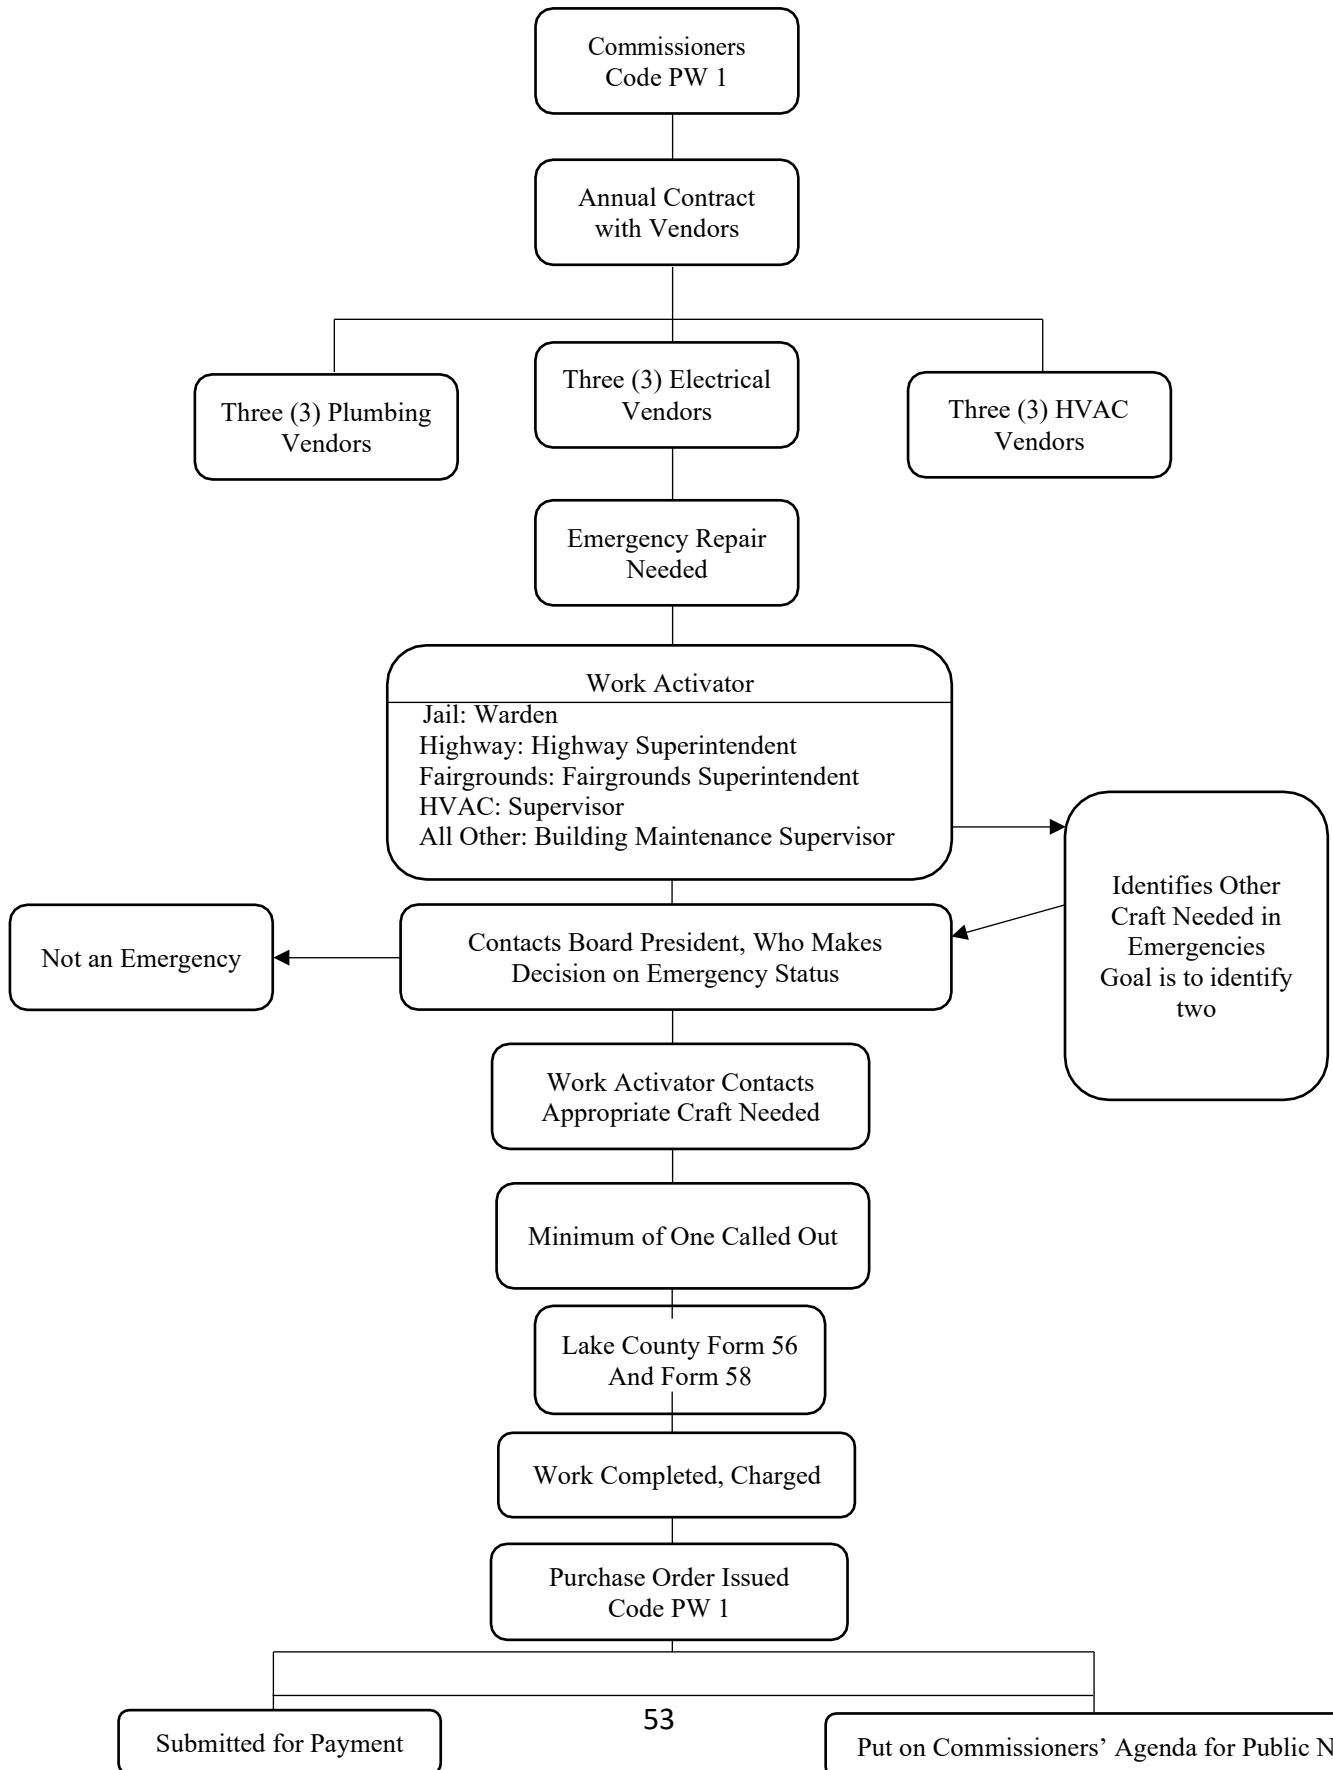 Commissioners
Code PW 1
Annual Contract
with Vendors
Three (3) Plumbing
Vendors
Three (3) Electrical
Vendors
Three (3) HVAC
Vendors
Emergency Repair
Needed
Work Activator
Jail: Warden
Highway: Highway Superintendent
Fairgrounds: Fairgrounds Superintendent
HVAC: Supervisor
All Other: Building Maintenance Supervisor
Identifies Other
Craft Needed in
Emergencies
Goal is to identify
two
Contacts Board President, Who Makes
Decision on Emergency Status
Not an Emergency
Work Activator Contacts
Appropriate Craft Needed
Minimum of One Called Out
Lake County Form 56
And Form 58
Work Completed, Charged
Purchase Order Issued
Code PW 1
Submitted for Payment
53
Put on Commissioners’ Agenda for Public N